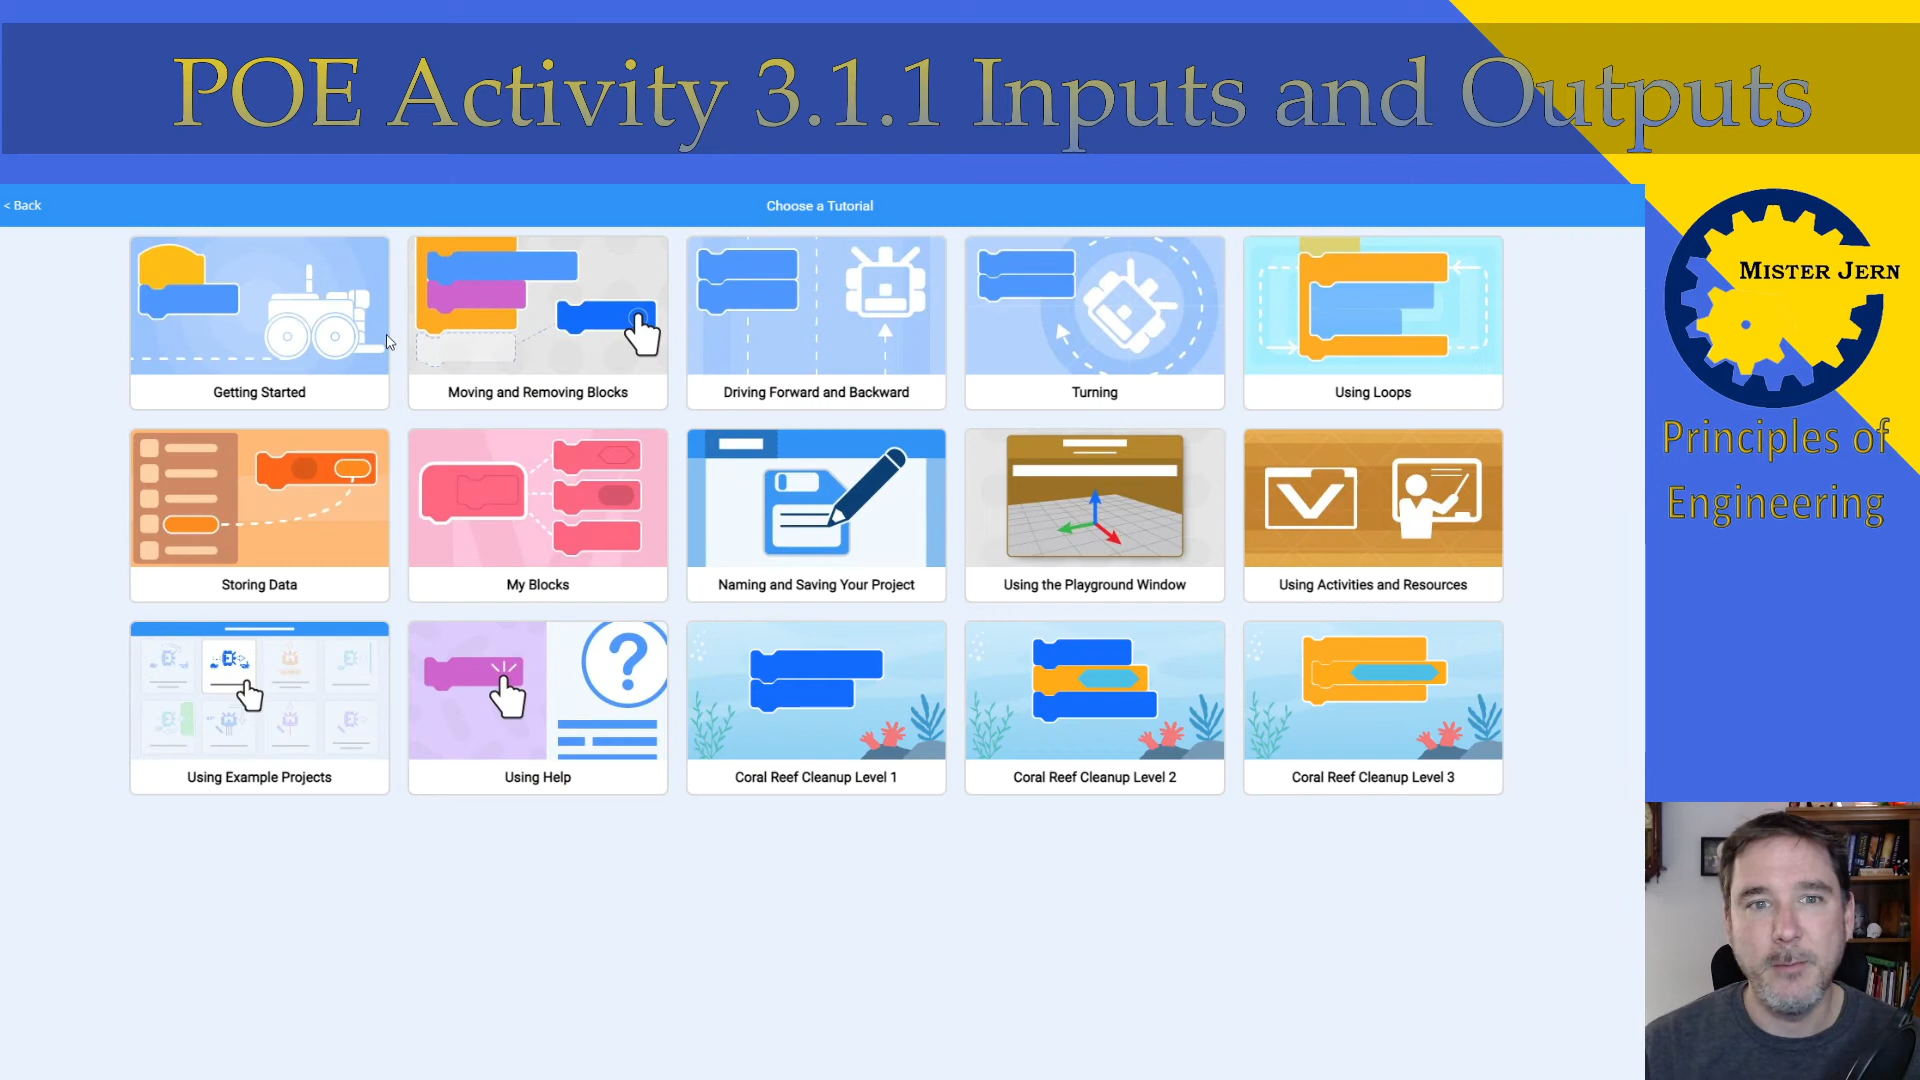 POE Activity 3.1.1 Inputs and Outputs
< Back
Choose a Tutorial
MISTER JERN
Principles of
Engineering
Getting Started
Moving and Removing Blocks
Driving Forward and Backward
Turning
Using Loops
Storing Data
My Blocks
Naming and Saving Your Project
Using the Playground Window
Using Activities and Resources
Using Example Projects
?
Using Help
Coral Reef Cleanup Level 1
Coral Reef Cleanup Level 2
Coral Reef Cleanup Level 3